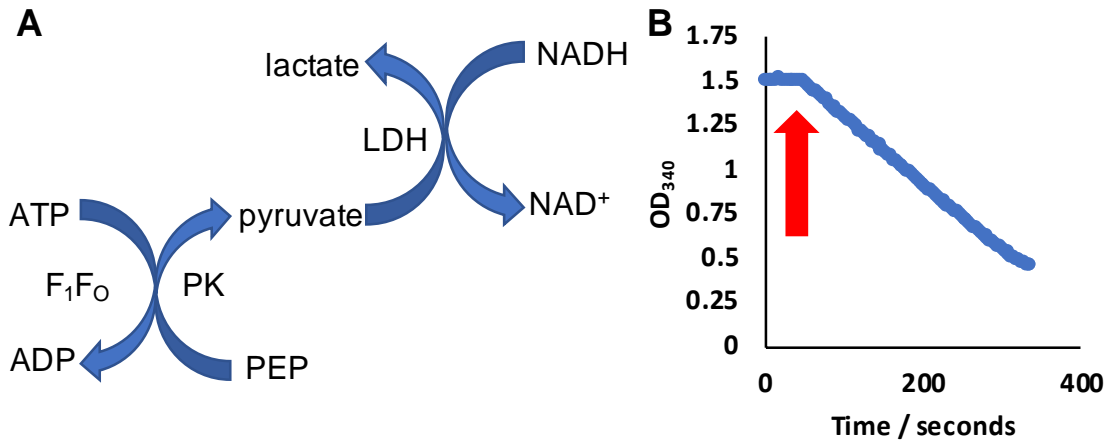 A
lactate
NADH
LDH
ATP
pyruvate
NAD⁺
F₁F₀
PK
ADP
PEP
B
1.75
1.5
1.25
1
0.75
0.5
0.25
0
OD₃₄₀
0
200
400
Time / seconds